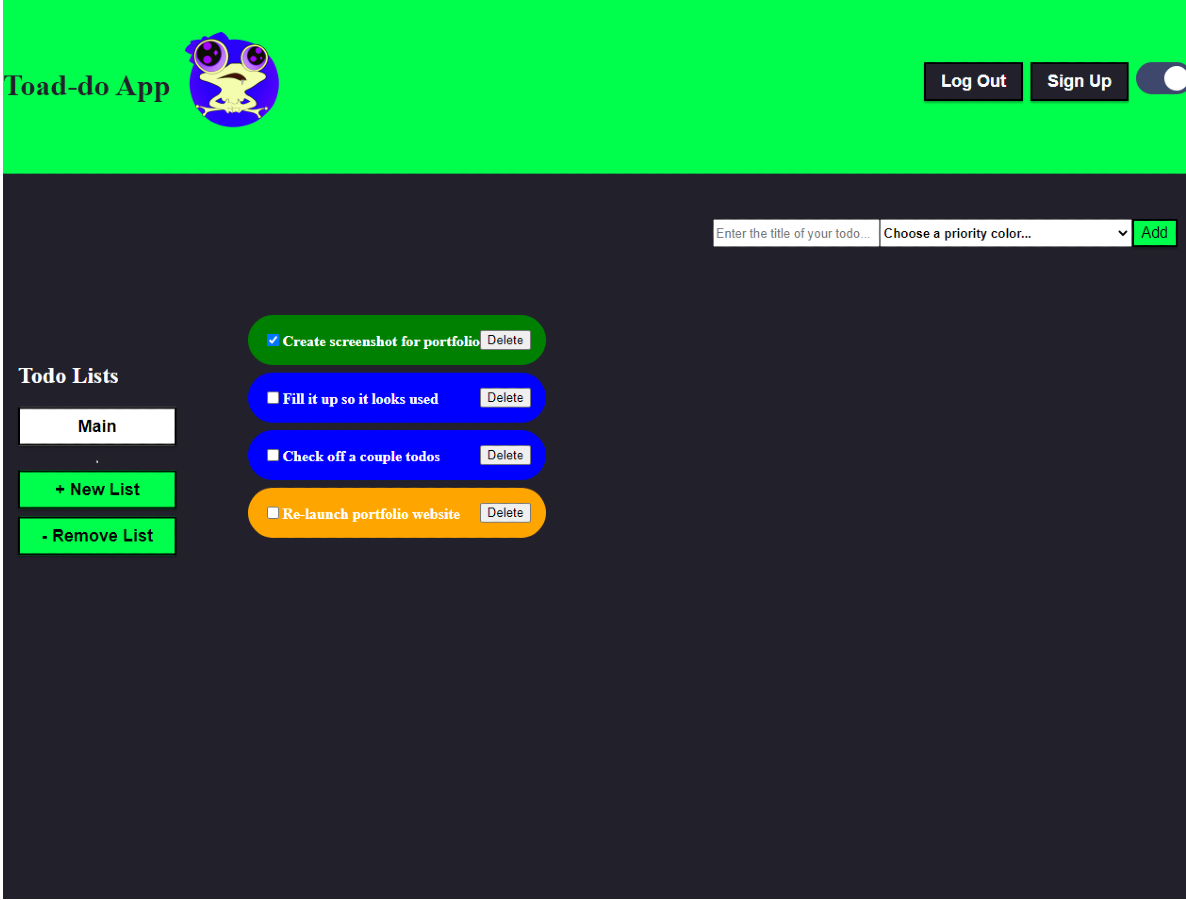 Toad-do App
Log Out
Sign Up
Enter the title of your todo...
Choose a priority color...
Add
Todo Lists
Main
.
+ New List
- Remove List
Create screenshot for portfolio
Delete
Fill it up so it looks used
Delete
Check off a couple todos
Delete
Re-launch portfolio website
Delete